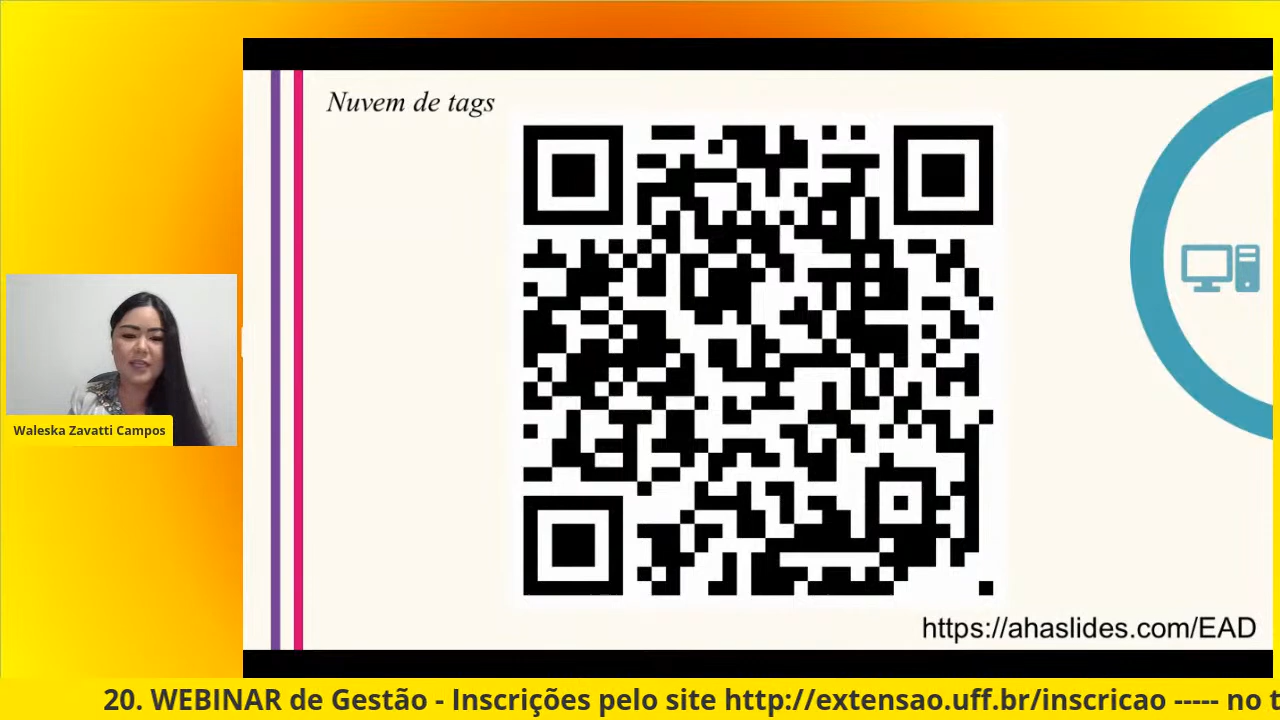 Nuvem de tags
Waleska Zavatti Campos
https://ahaslides.com/EAD
20. WEBINAR de Gestão - Inscrições pelo site http://extensao.uff.br/inscricao ----- no